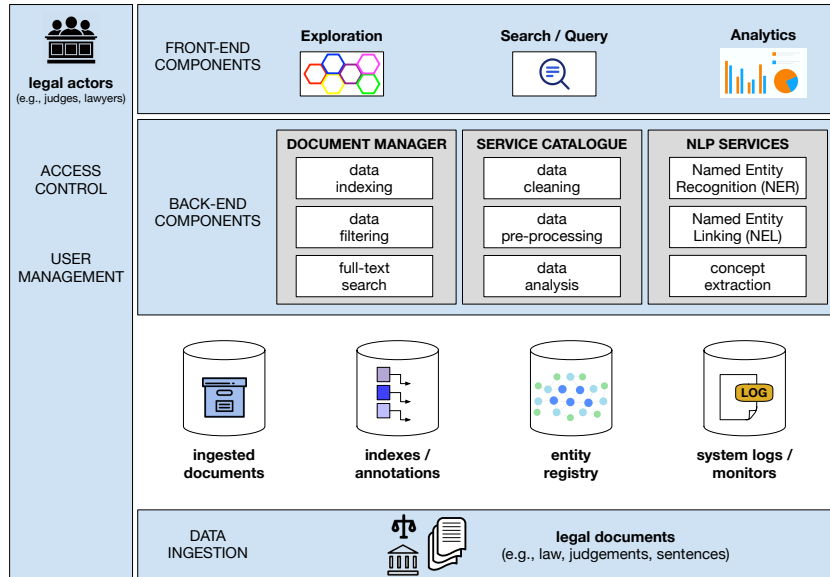 legal actors
(e.g., judges, lawyers)
ACCESS
CONTROL
USER
MANAGEMENT
FRONT-END
COMPONENTS
Exploration
Search / Query
Analytics
BACK-END
COMPONENTS
DOCUMENT MANAGER
data
indexing
data
filtering
full-text
search
SERVICE CATALOGUE
data
cleaning
data
pre-processing
data
analysis
NLP SERVICES
Named Entity
Recognition (NER)
Named Entity
Linking (NEL)
concept
extraction
ingested
documents
indexes /
annotations
entity
registry
LOG
system logs /
monitors
DATA
INGESTION
legal documents
(e.g., law, judgements, sentences)